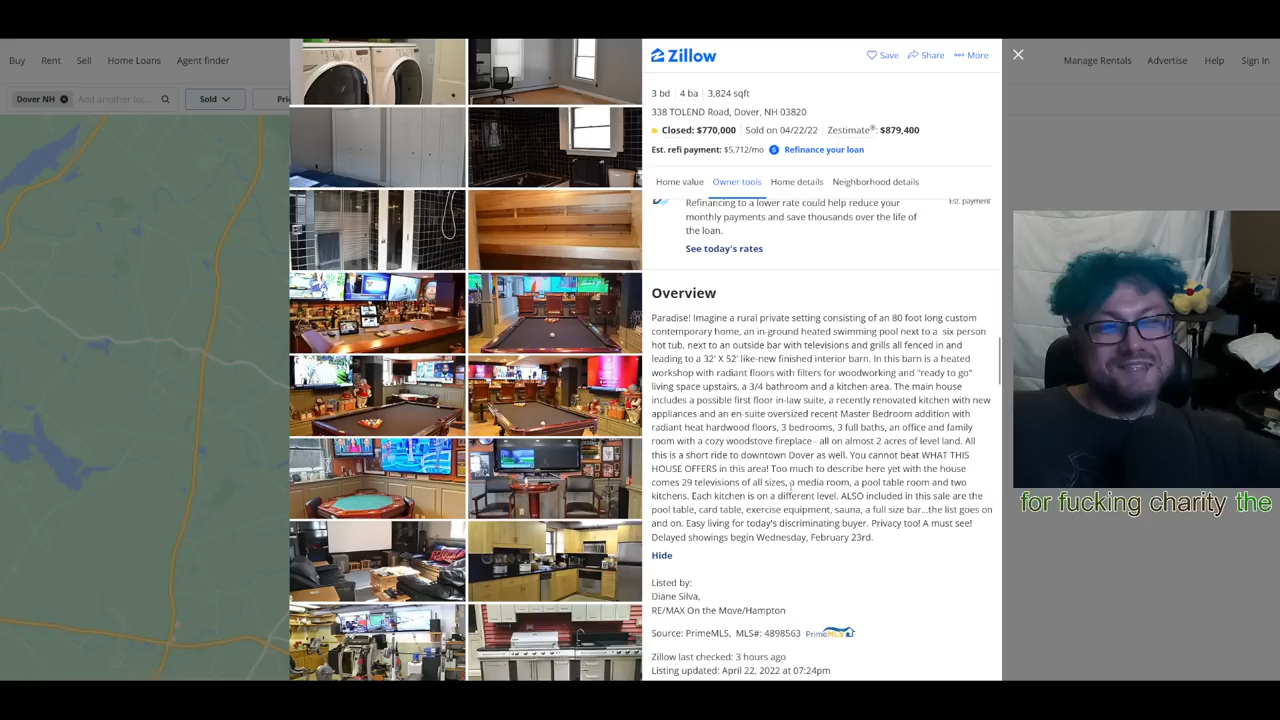 Buy Rent Sell Home Loans Agent finder
Manage Rentals Advertise Help Sign In
Dover NH Add another loc... Sold Pric
Zillow Save Share More
3 bd 4 ba 3,824 sqft
338 TOLEND Road, Dover, NH 03820
Closed: $770,000 Sold on 04/22/22 Zestimate®: $879,400
Est. refi payment: $5,712/mo $ Refinance your loan
Home value Owner tools Home details Neighborhood details
Refinancing to a lower rate could help reduce your
monthly payments and save thousands over the life of
the loan.
Est. payment
See today's rates
Overview
Paradise! Imagine a rural private setting consisting of an 80 foot long custom
contemporary home, an in-ground heated swimming pool next to a six person
hot tub, next to an outside bar with televisions and grills all fenced in and
leading to a 32' X 52' like-new finished interior barn. In this barn is a heated
workshop with radiant floors with filters for woodworking and "ready to go"
living space upstairs, a 3/4 bathroom and a kitchen area. The main house
includes a possible first floor in-law suite, a recently renovated kitchen with new
appliances and an en-suite oversized recent Master Bedroom addition with
radiant heat hardwood floors, 3 bedrooms, 3 full baths, an office and family
room with a cozy woodstove fireplace - all on almost 2 acres of level land. All
this is a short ride to downtown Dover as well. You cannot beat WHAT THIS
HOUSE OFFERS in this area! Too much to describe here yet with the house
comes 29 televisions of all sizes, a media room, a pool table room and two
kitchens. Each kitchen is on a different level. ALSO included in this sale are the
pool table, card table, exercise equipment, sauna, a full size bar...the list goes on
and on. Easy living for today's discriminating buyer. Privacy too! A must see!
Delayed showings begin Wednesday, February 23rd.
Hide
Listed by:
Diane Silva,
RE/MAX On the Move/Hampton
Source: PrimeMLS, MLS#: 4898563 PrimeMLS
Zillow last checked: 3 hours ago
Listing updated: April 22, 2022 at 07:24pm
for fucking charity the